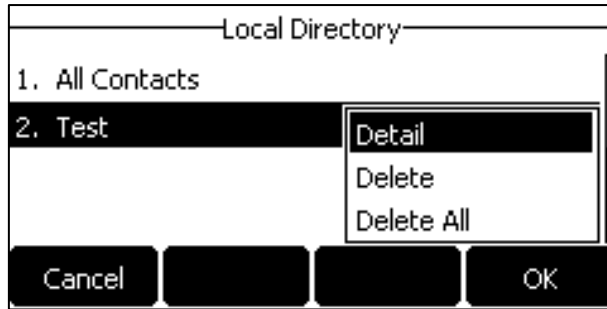 Local Directory
1. All Contacts
2. Test
Detail
Delete
Delete All
Cancel
OK